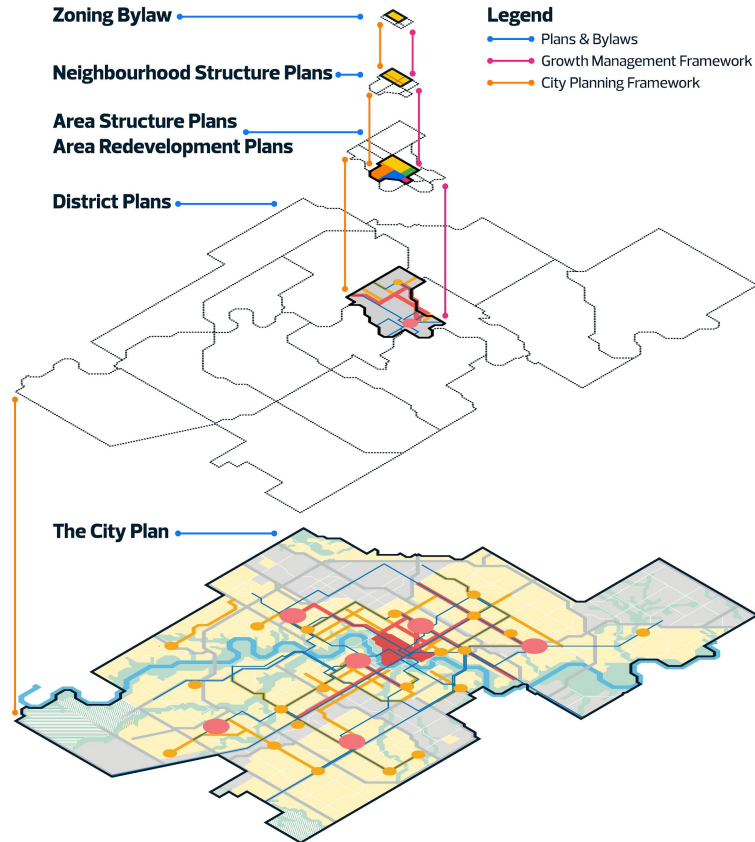 Zoning Bylaw
Neighbourhood Structure Plans
Area Structure Plans
Area Redevelopment Plans
District Plans
The City Plan
Legend
Plans & Bylaws
Growth Management Framework
City Planning Framework